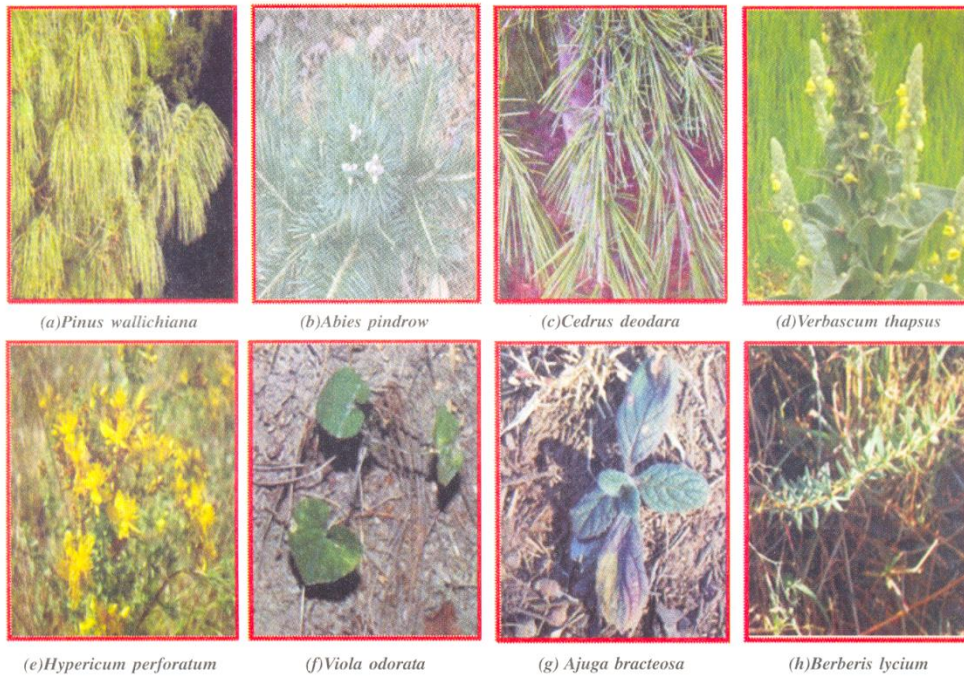 (a)Pinus wallichiana
(b)Abies pindrow
(c)Cedrus deodara
(d)Verbascum thapsus
(e)Hypericum perforatum
(f)Viola odorata
(g) Ajuga bracteosa
(h)Berberis lycium